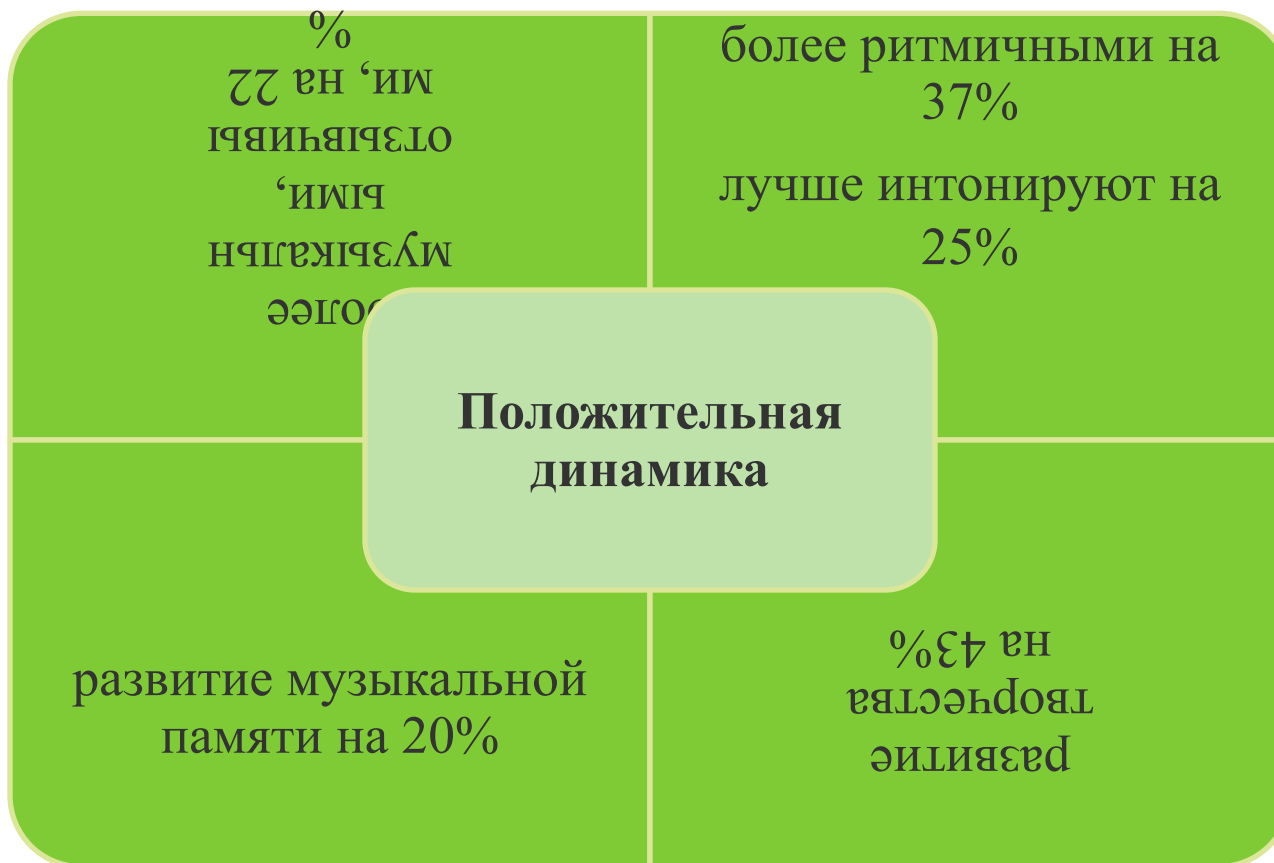 более
музыкальн
ыми,
отзывчивы
ми, на 22
%
более ритмичными на
37%
лучше интонируют на
25%
Положительная
динамика
развитие музыкальной
памяти на 20%
развитие
творчества
на 43%